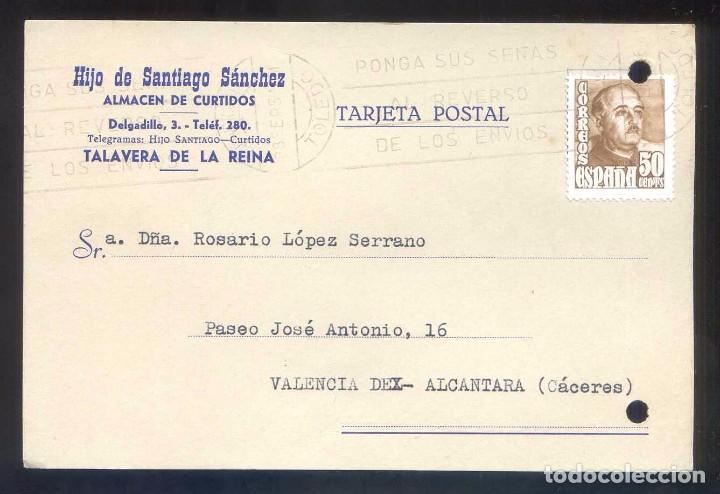 Hijo de Santiago Sánchez
ALMACEN DE CURTIDOS
Delgadillo, 3. - Teléf. 280.
Telegramas: HIJO SANTIAGO—Curtidos
TALAVERA DE LA REINA
TARJETA POSTAL
PONGA SUS SEÑAS
AL REVERSO
DE LOS ENVIOS
TOLEDO
CORREOS
ESPAÑA
50
CENTS
Sr.a. Dña. Rosario López Serrano
Paseo José Antonio, 16
VALENCIA DEX- ALCANTARA (Cáceres)
todocoleccion.net